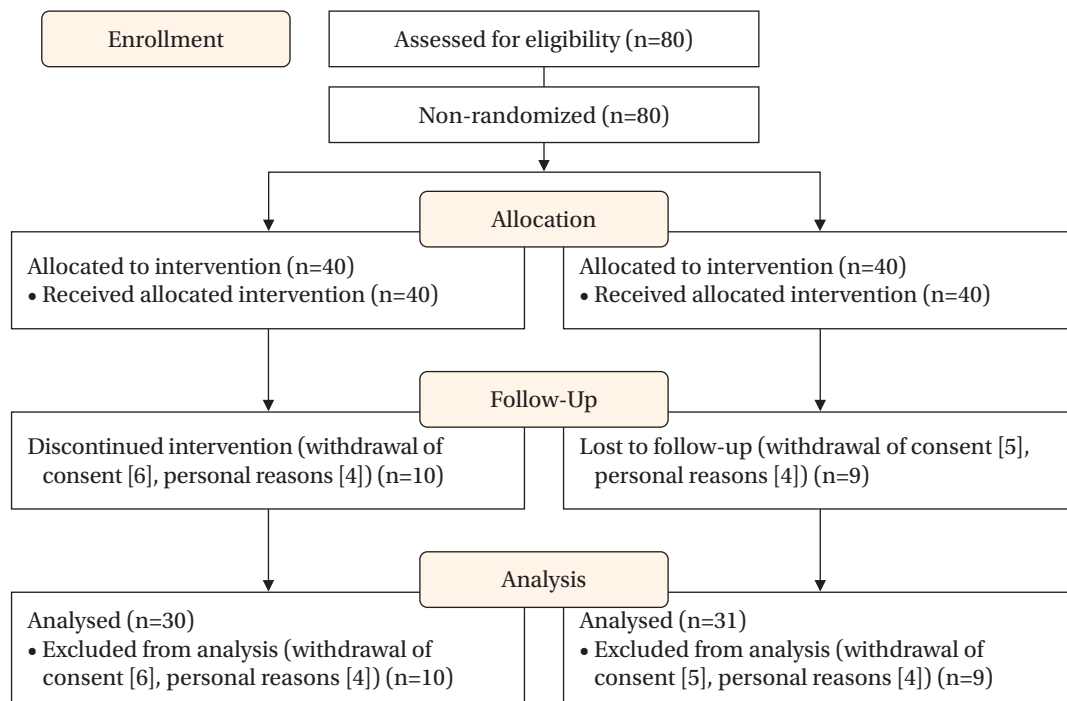 Enrollment
Assessed for eligibility (n=80)
Non-randomized (n=80)
Allocation
Allocated to intervention (n=40)
• Received allocated intervention (n=40)
Allocated to intervention (n=40)
• Received allocated intervention (n=40)
Follow-Up
Discontinued intervention (withdrawal of
consent [6], personal reasons [4]) (n=10)
Lost to follow-up (withdrawal of consent [5],
personal reasons [4]) (n=9)
Analysis
Analysed (n=30)
• Excluded from analysis (withdrawal of
consent [6], personal reasons [4]) (n=10)
Analysed (n=31)
• Excluded from analysis (withdrawal of
consent [5], personal reasons [4]) (n=9)